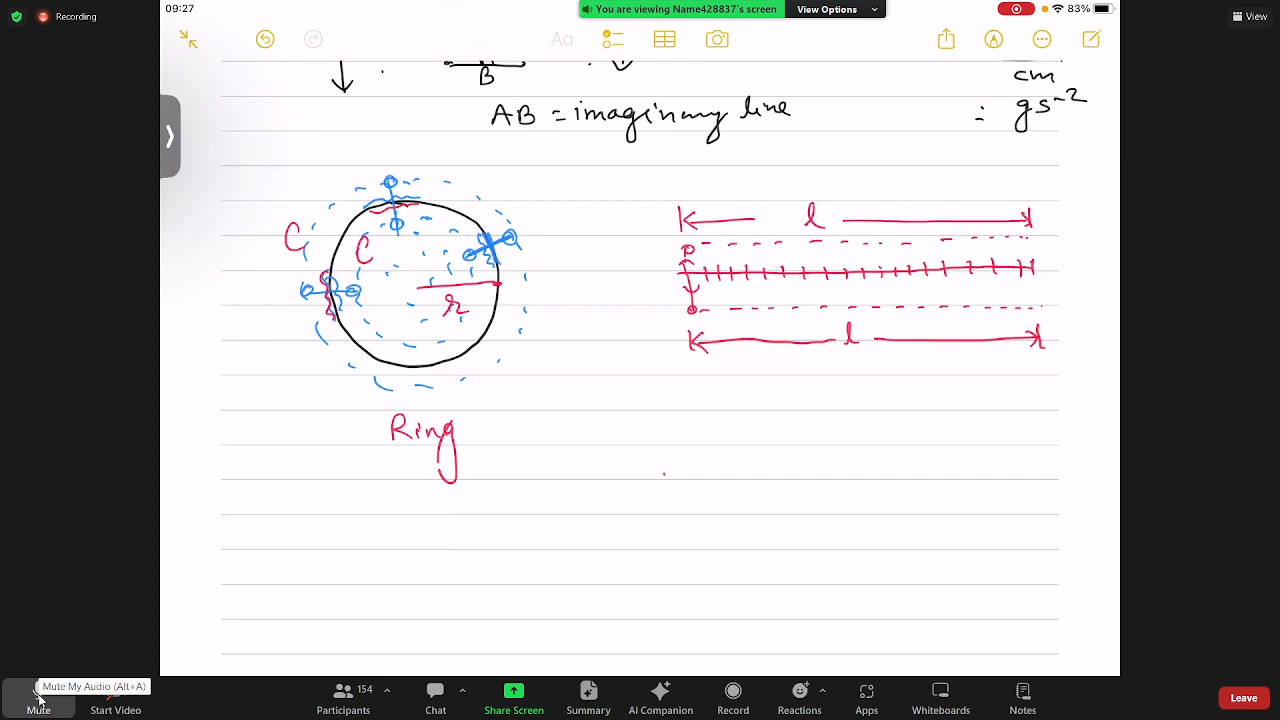 09:27
You are viewing Name428837's screen
View Options
83%
Recording
View
Aa
B
cm
AB = imaginary line
= gs-2
l
C
C
r
l
Ring
Mute My Audio (Alt+A)
154
Mute
Start Video
Participants
Chat
Share Screen
Summary
AI Companion
Record
Reactions
Apps
Whiteboards
Notes
Leave